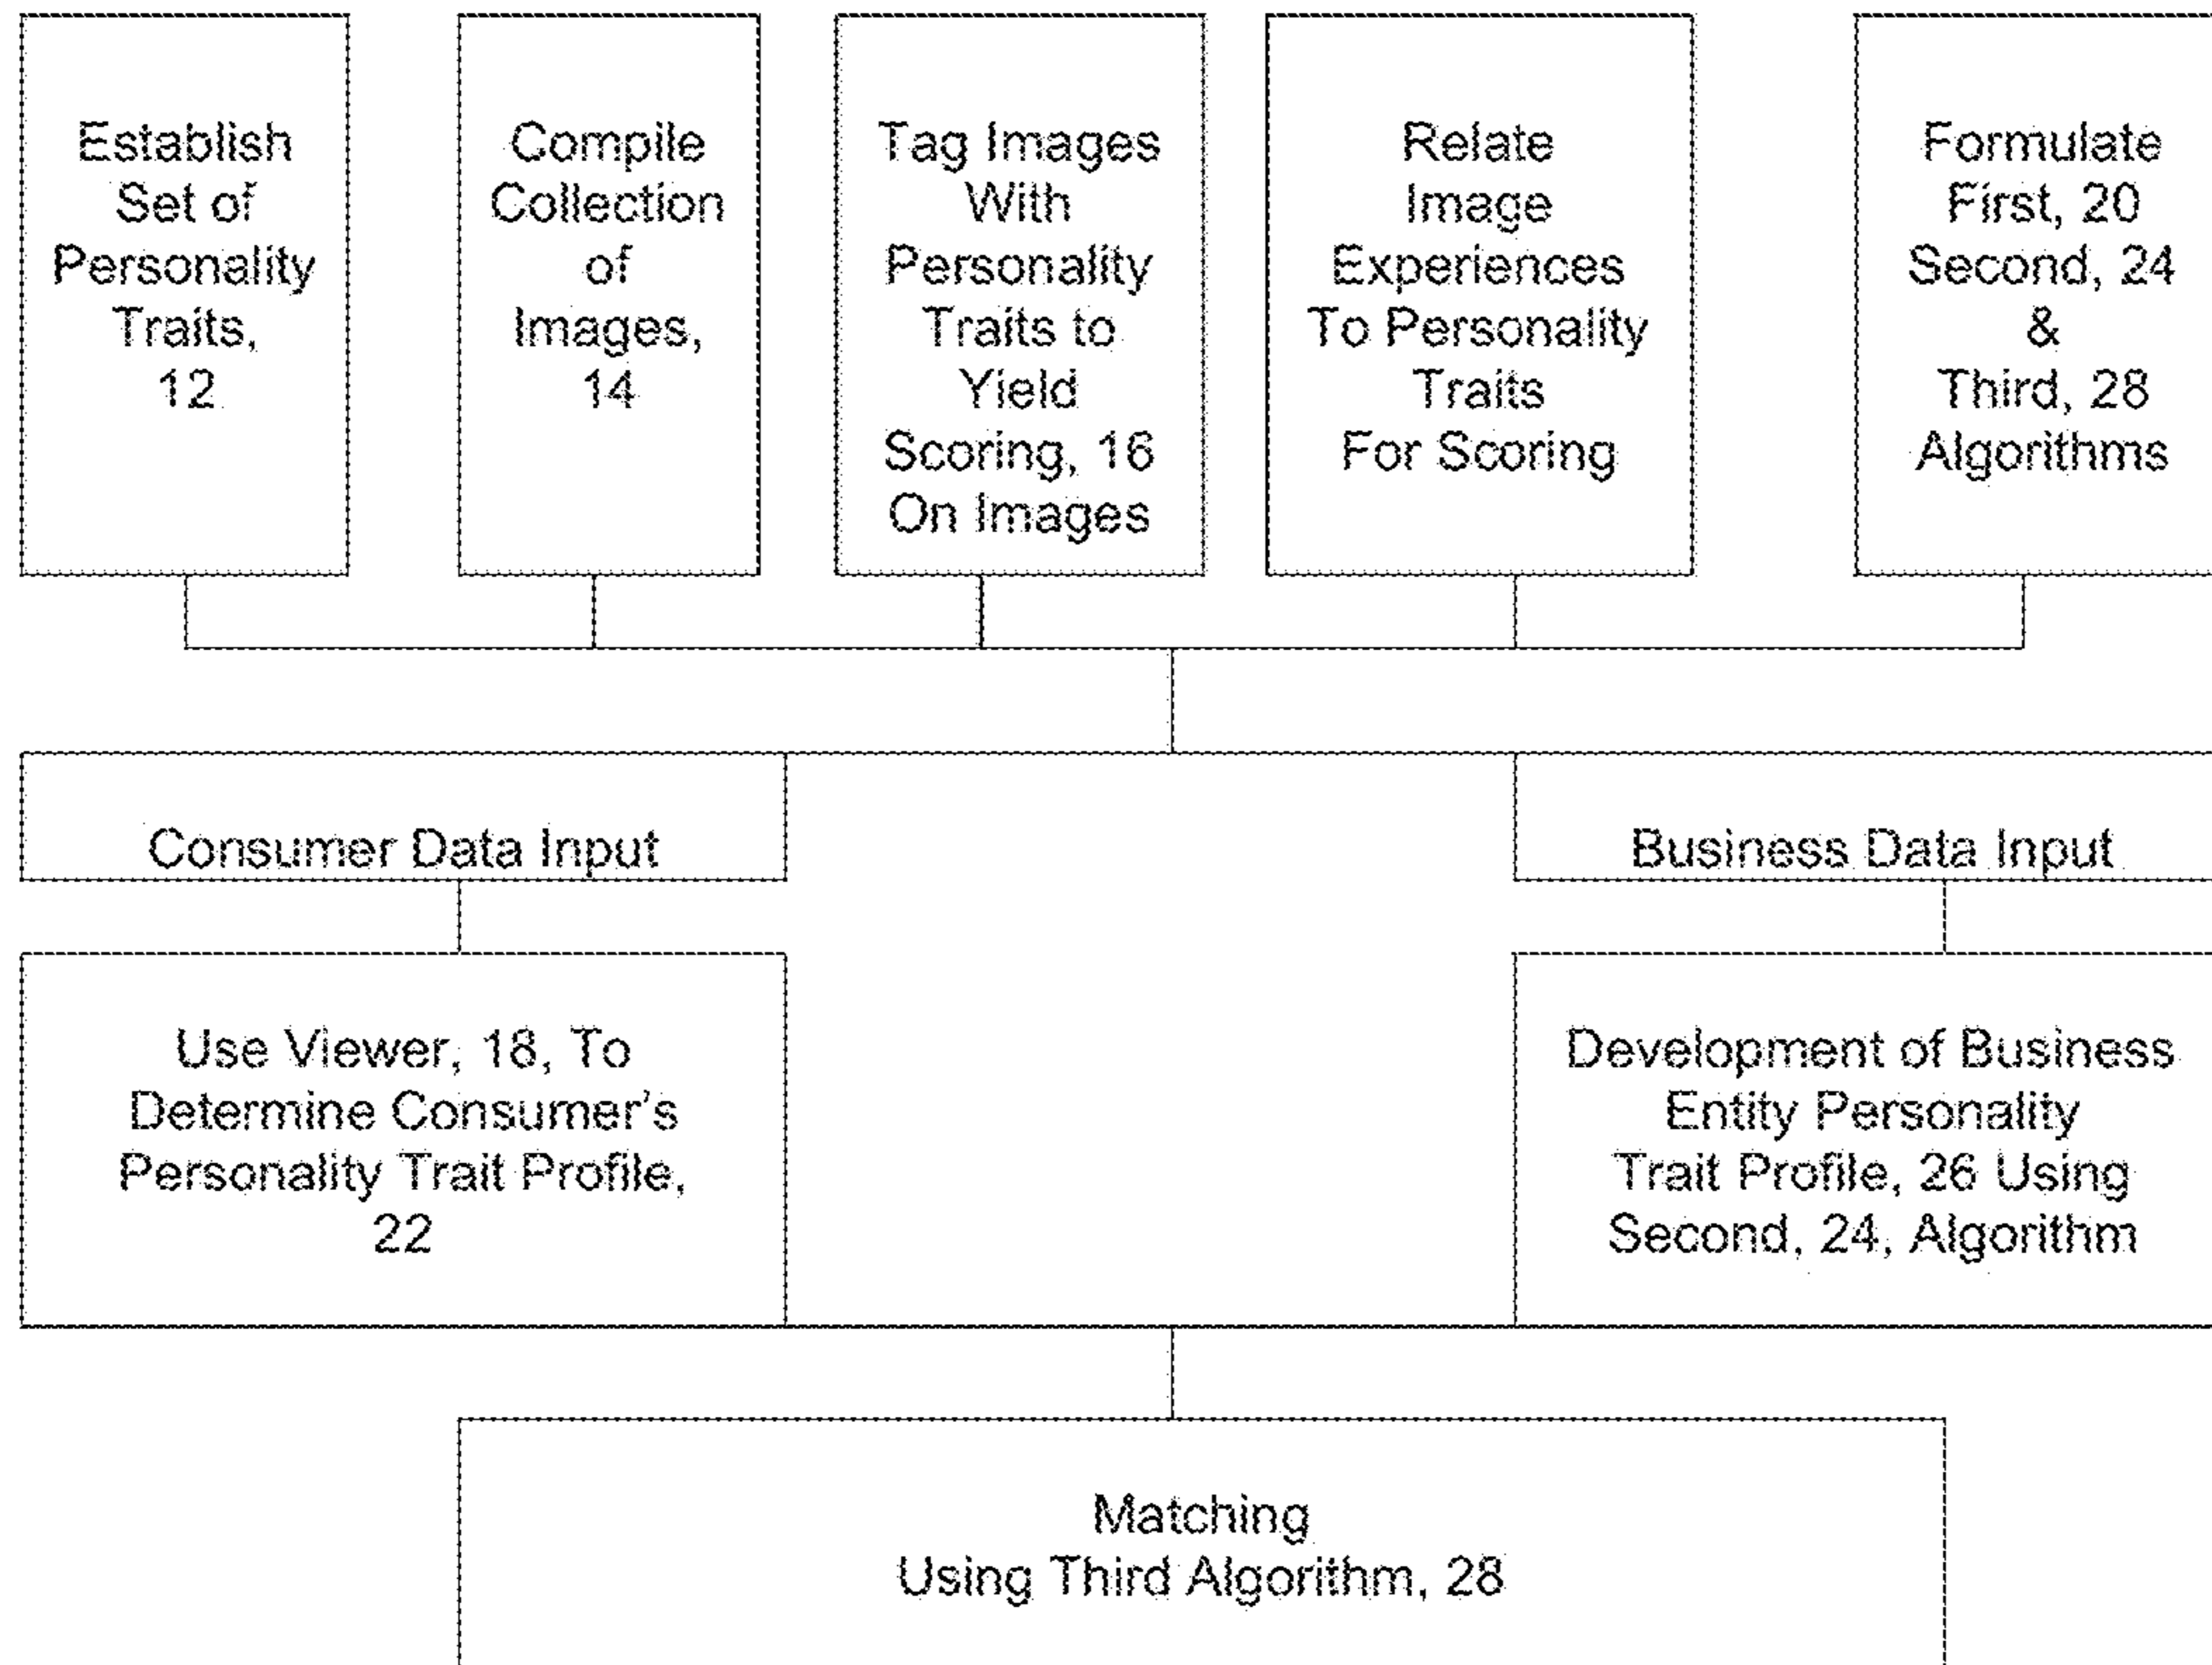 Establish
Set of
Personality
Traits,
12
Compile
Collection
of
Images,
14
Tag Images
With
Personality
Traits to
Yield
Scoring, 16
On Images
Relate
Image
Experiences
To Personality
Traits
For Scoring
Formulate
First, 20
Second, 24
&
Third, 28
Algorithms
Consumer Data Input
Business Data Input
Use Viewer, 18, To
Determine Consumer's
Personality Trait Profile,
22
Development of Business
Entity Personality
Trait Profile, 26 Using
Second, 24, Algorithm
Matching
Using Third Algorithm, 28